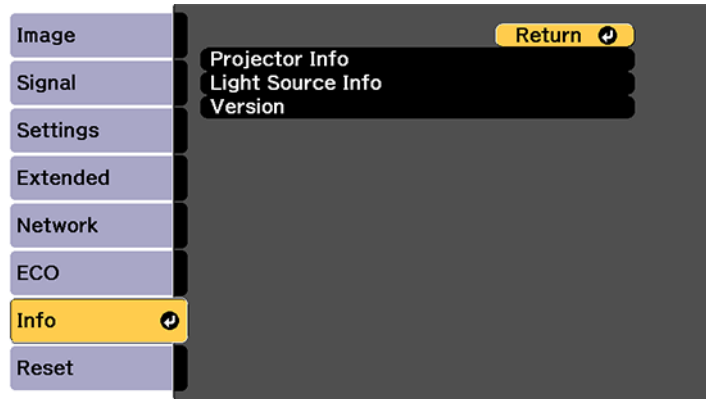 Image
Signal
Settings
Extended
Network
ECO
Info
Reset
Return
Projector Info
Light Source Info
Version